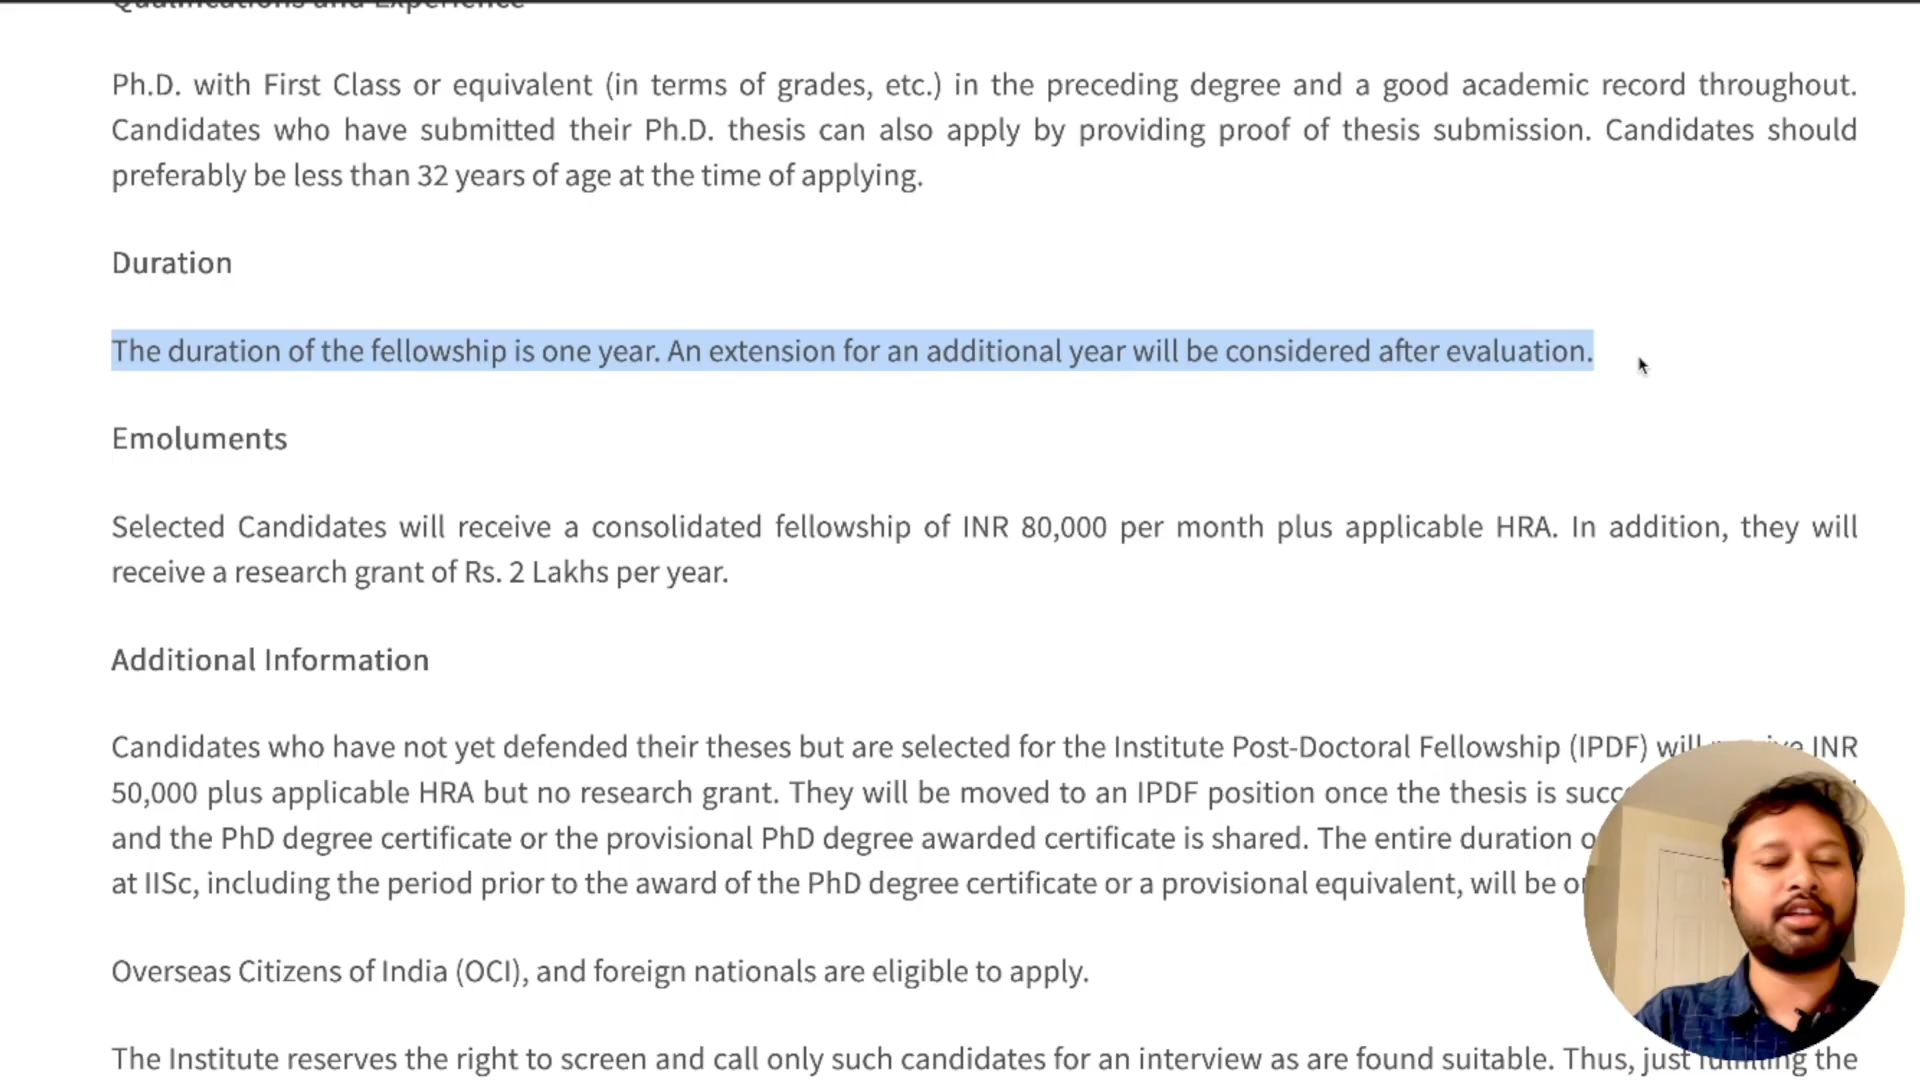 Qualifications and Experience
Ph.D. with First Class or equivalent (in terms of grades, etc.) in the preceding degree and a good academic record throughout.
Candidates who have submitted their Ph.D. thesis can also apply by providing proof of thesis submission. Candidates should
preferably be less than 32 years of age at the time of applying.
Duration
The duration of the fellowship is one year. An extension for an additional year will be considered after evaluation.
Emoluments
Selected Candidates will receive a consolidated fellowship of INR 80,000 per month plus applicable HRA. In addition, they will
receive a research grant of Rs. 2 Lakhs per year.
Additional Information
Candidates who have not yet defended their theses but are selected for the Institute Post-Doctoral Fellowship (IPDF) will INR
50,000 plus applicable HRA but no research grant. They will be moved to an IPDF position once the thesis is
and the PhD degree certificate or the provisional PhD degree awarded certificate is shared. The entire duration
at IISc, including the period prior to the award of the PhD degree certificate or a provisional equivalent, will be
Overseas Citizens of India (OCI), and foreign nationals are eligible to apply.
The Institute reserves the right to screen and call only such candidates for an interview as are found suitable. Thus, just the